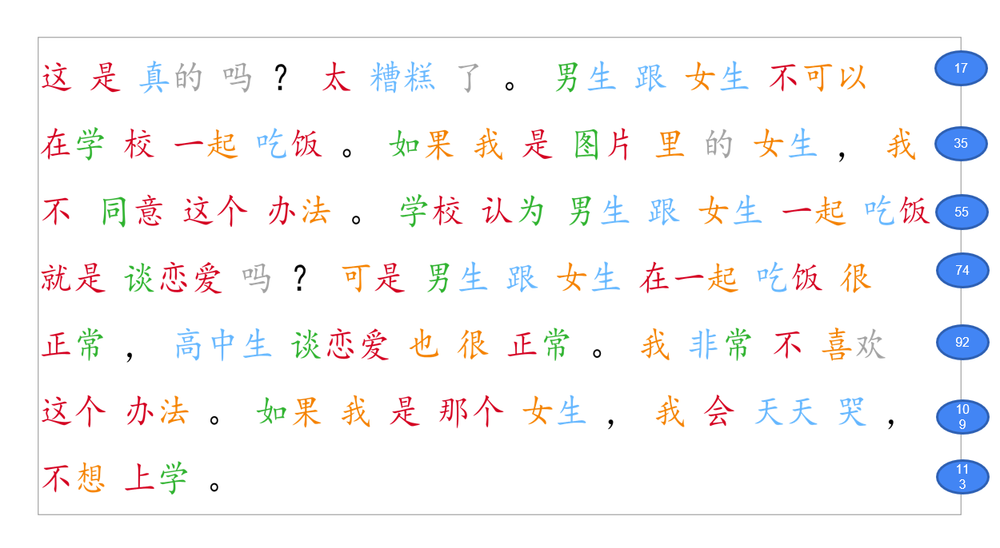 这 是 真的 吗 ? 太 糟糕 了 。 男生 跟 女生 不可以 17
在学 校 一起 吃饭 。 如果 我 是 图片 里 的 女生 , 我 35
不 同意 这个 办法 。 学校 认为 男生 跟 女生 一起 吃饭 55
就是 谈恋爱 吗 ? 可是 男生 跟 女生 在一起 吃饭 很 74
正常 , 高中生 谈恋爱 也 很 正常 。 我 非常 不 喜欢 92
这个 办法 。 如果 我 是 那个 女生 , 我 会 天天 哭 , 109
不想 上学 。 113